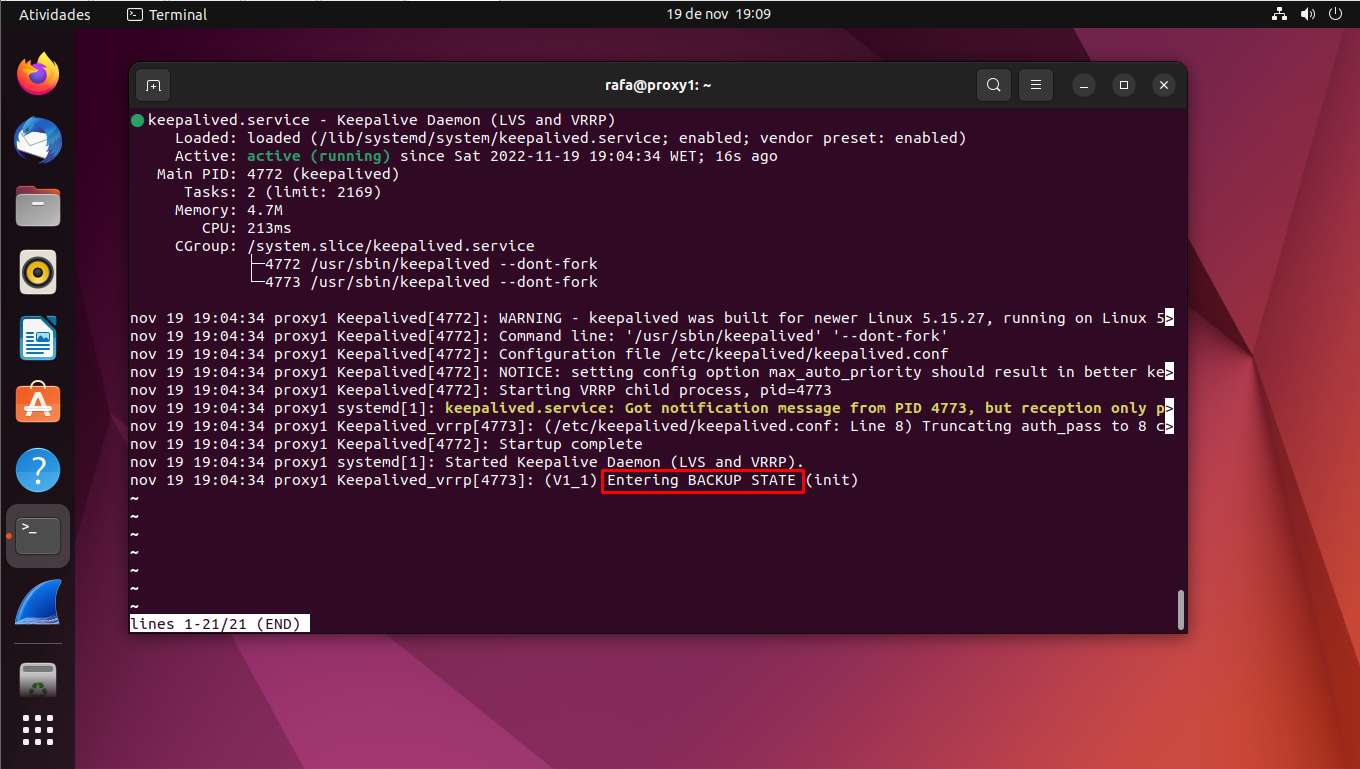 Atividades Terminal 19 de nov 19:09
rafa@proxy1: ~
keepalived.service - Keepalive Daemon (LVS and VRRP)
Loaded: loaded (/lib/systemd/system/keepalived.service; enabled; vendor preset: enabled)
Active: active (running) since Sat 2022-11-19 19:04:34 WET; 16s ago
Main PID: 4772 (keepalived)
Tasks: 2 (limit: 2169)
Memory: 4.7M
CPU: 213ms
CGroup: /system.slice/keepalived.service
├─4772 /usr/sbin/keepalived --dont-fork
└─4773 /usr/sbin/keepalived --dont-fork
nov 19 19:04:34 proxy1 Keepalived[4772]: WARNING - keepalived was built for newer Linux 5.15.27, running on Linux 5>
nov 19 19:04:34 proxy1 Keepalived[4772]: Command line: '/usr/sbin/keepalived' '--dont-fork'
nov 19 19:04:34 proxy1 Keepalived[4772]: Configuration file /etc/keepalived/keepalived.conf
nov 19 19:04:34 proxy1 Keepalived[4772]: NOTICE: setting config option max_auto_priority should result in better ke>
nov 19 19:04:34 proxy1 Keepalived[4772]: Starting VRRP child process, pid=4773
nov 19 19:04:34 proxy1 systemd[1]: keepalived.service: Got notification message from PID 4773, but reception only p>
nov 19 19:04:34 proxy1 Keepalived_vrrp[4773]: (/etc/keepalived/keepalived.conf: Line 8) Truncating auth_pass to 8 c>
nov 19 19:04:34 proxy1 Keepalived[4772]: Startup complete
nov 19 19:04:34 proxy1 systemd[1]: Started Keepalive Daemon (LVS and VRRP).
nov 19 19:04:34 proxy1 Keepalived_vrrp[4773]: (V1_1) Entering BACKUP STATE (init)
~
~
~
~
~
~
~
lines 1-21/21 (END)